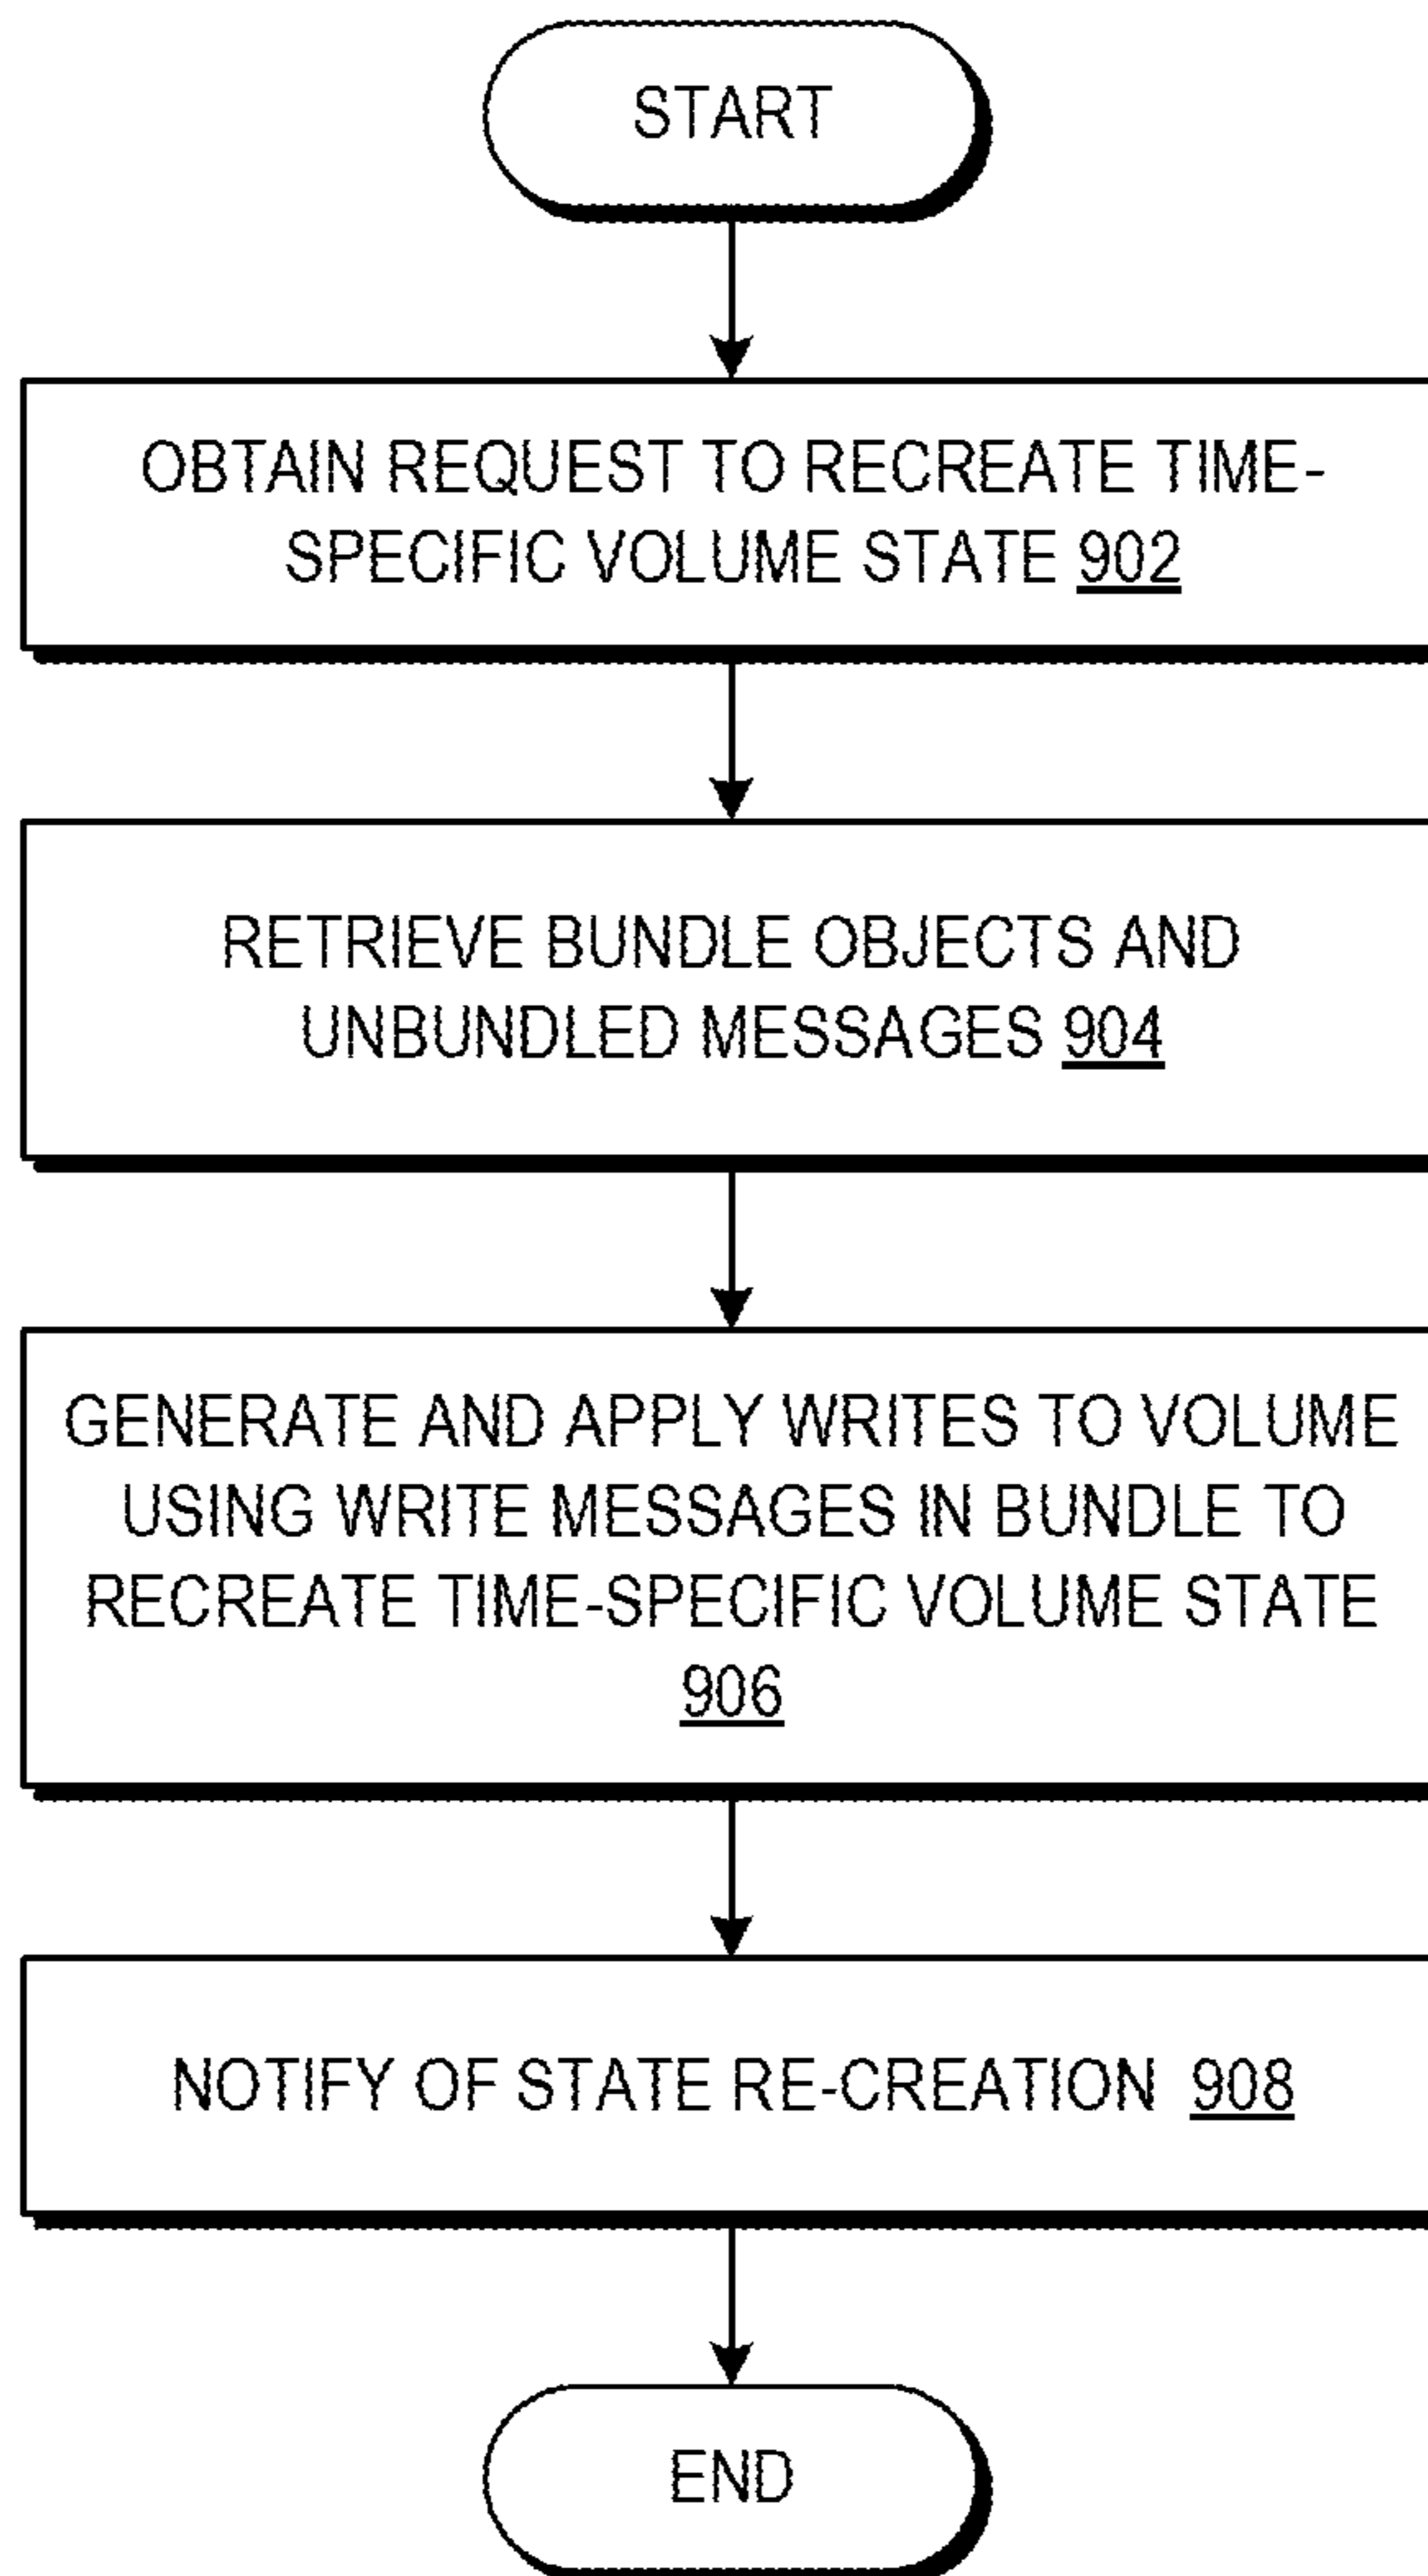 START
OBTAIN REQUEST TO RECREATE TIME-
SPECIFIC VOLUME STATE 902
RETRIEVE BUNDLE OBJECTS AND
UNBUNDLED MESSAGES 904
GENERATE AND APPLY WRITES TO VOLUME
USING WRITE MESSAGES IN BUNDLE TO
RECREATE TIME-SPECIFIC VOLUME STATE
906
NOTIFY OF STATE RE-CREATION 908
END